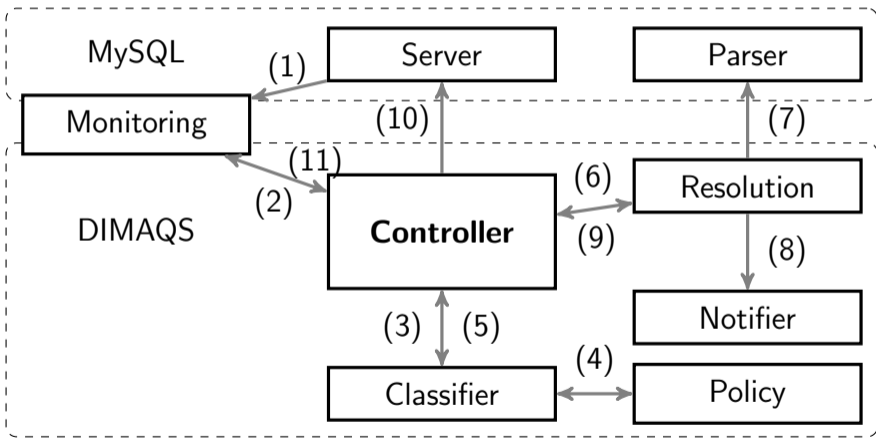 MySQL
Server
Parser
(1)
Monitoring
(10)
(7)
(11)
(2)
(6)
Resolution
DIMAQS
Controller
(9)
(8)
(3)
(5)
Notifier
(4)
Classifier
Policy